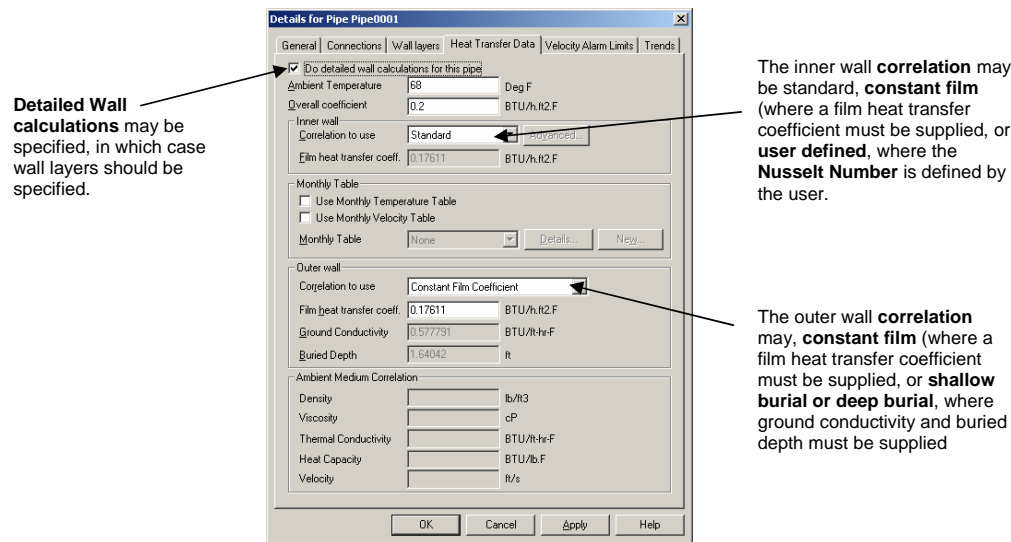 Details for Pipe Pipe0001
General Connections Wall layers Heat Transfer Data Velocity Alarm Limits Trends
Do detailed wall calculations for this pipe
Ambient Temperature 68 Deg F
Overall coefficient 0.2 BTU/h.ft2.F
Inner wall
Correlation to use Standard Advanced...
Film heat transfer coeff. 0.17611 BTU/h.ft2.F
Monthly Table
Use Monthly Temperature Table
Use Monthly Velocity Table
Monthly Table None Details... New...
Outer wall
Correlation to use Constant Film Coefficient
Film heat transfer coeff. 0.17611 BTU/h.ft2.F
Ground Conductivity 0.577791 BTU/ft-hr-F
Buried Depth 1.64042 ft
Ambient Medium Correlation
Density lb/ft3
Viscosity cP
Thermal Conductivity BTU/ft-hr-F
Heat Capacity BTU/lb.F
Velocity ft/s
OK Cancel Apply Help
Detailed Wall
calculations may be
specified, in which case
wall layers should be
specified.
The inner wall correlation may
be standard, constant film
(where a film heat transfer
coefficient must be supplied, or
user defined, where the
Nusselt Number is defined by
the user.
The outer wall correlation
may, constant film (where a
film heat transfer coefficient
must be supplied, or shallow
burial or deep burial, where
ground conductivity and buried
depth must be supplied